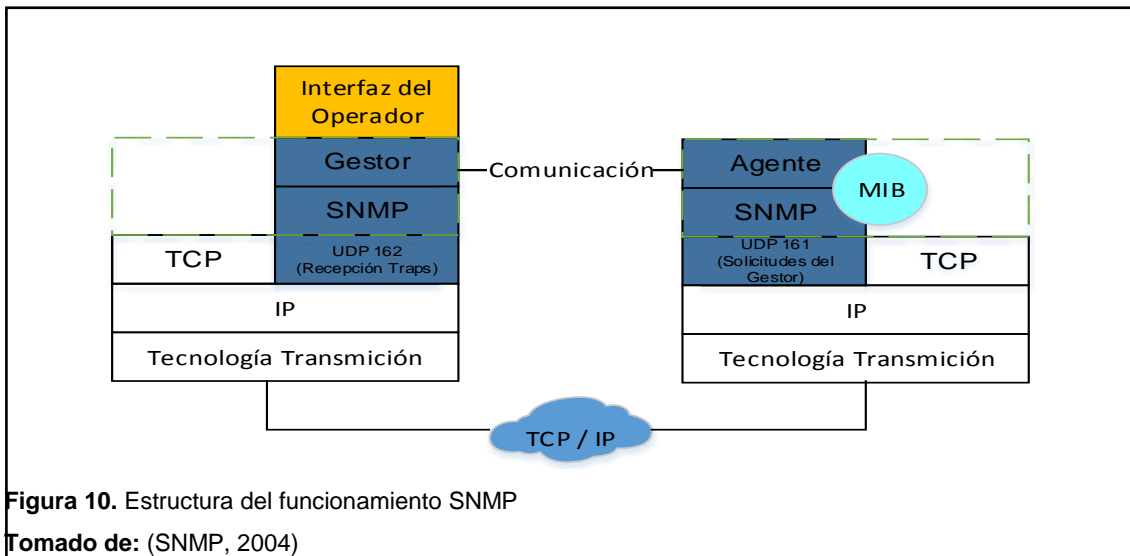 Interfaz del
Operador
Gestor
SNMP
TCP
UDP 162
(Recepción Traps)
IP
Tecnología Transmición
Comunicación
Agente
MIB
SNMP
UDP 161
(Solicitudes del
Gestor)
TCP
IP
Tecnología Transmición
TCP / IP
Figura 10. Estructura del funcionamiento SNMP
Tomado de: (SNMP, 2004)